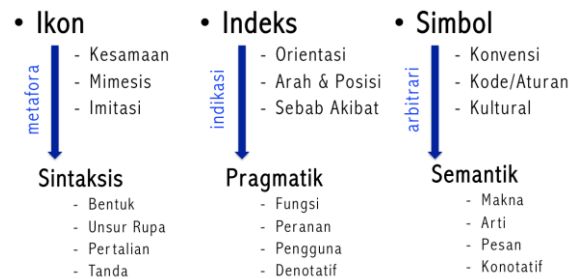 • Ikon
- Kesamaan
- Mimesis
- Imitasi
metafora
Sintaksis
- Bentuk
- Unsur Rupa
- Pertalian
- Tanda
• Indeks
- Orientasi
- Arah & Posisi
- Sebab Akibat
indikasi
Pragmatik
- Fungsi
- Peranan
- Pengguna
- Denotatif
• Simbol
- Konvensi
- Kode/Aturan
- Kultural
arbitrari
Semantik
- Makna
- Arti
- Pesan
- Konotatif